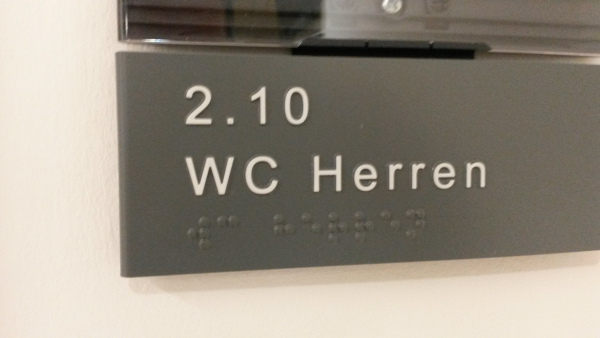 2.10
WC Herren
⠺⠉ ⠓⠑⠗⠗⠑⠝